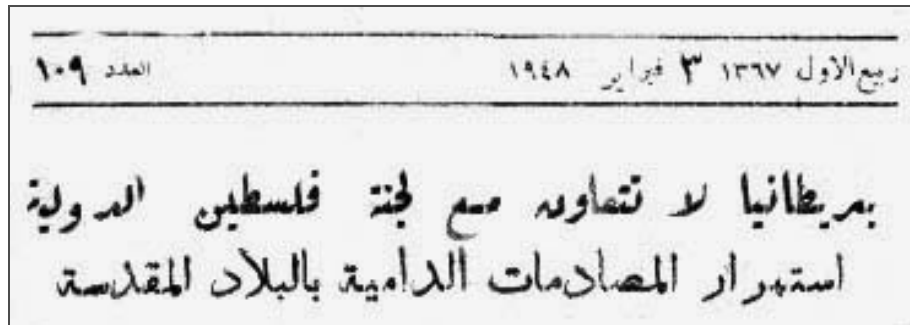 ربيع الاول ١٣٦٧ ٣ فبراير ١٩٤٨ العدد ١٠٩
بريطانيا لا تتعاون مع لجنة فلسطين الدولية
استمرار المصادمات الدامية بالبلاد المقدسة